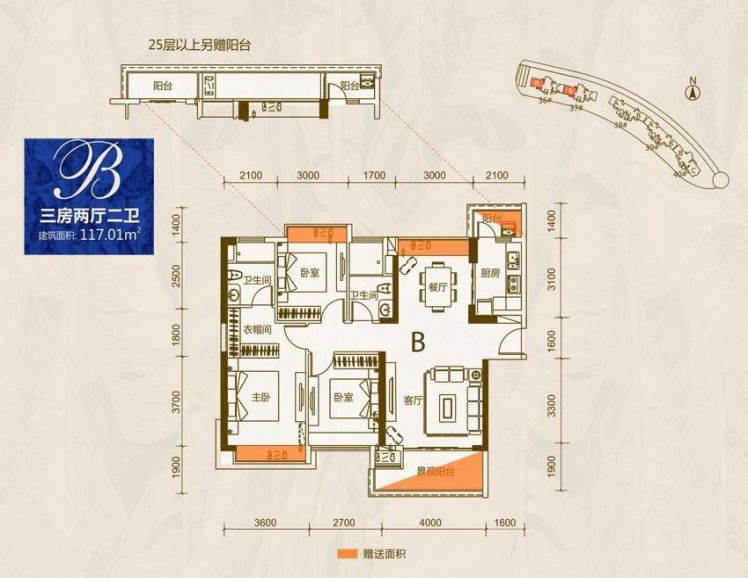 25层以上另赠阳台
阳台
阳台
N
36#
37#
38#
39#
40#
B
三房两厅二卫
建筑面积: 117.01m²
2100 3000 1700 3000 2100
1400
2500
1800
3700
1900
1400
3100
1600
3300
1900
阳台
卧室
卫生间
卫生间
餐厅
厨房
衣帽间
B
主卧
卧室
客厅
景观阳台
3600 2700 4000 1600
赠送面积